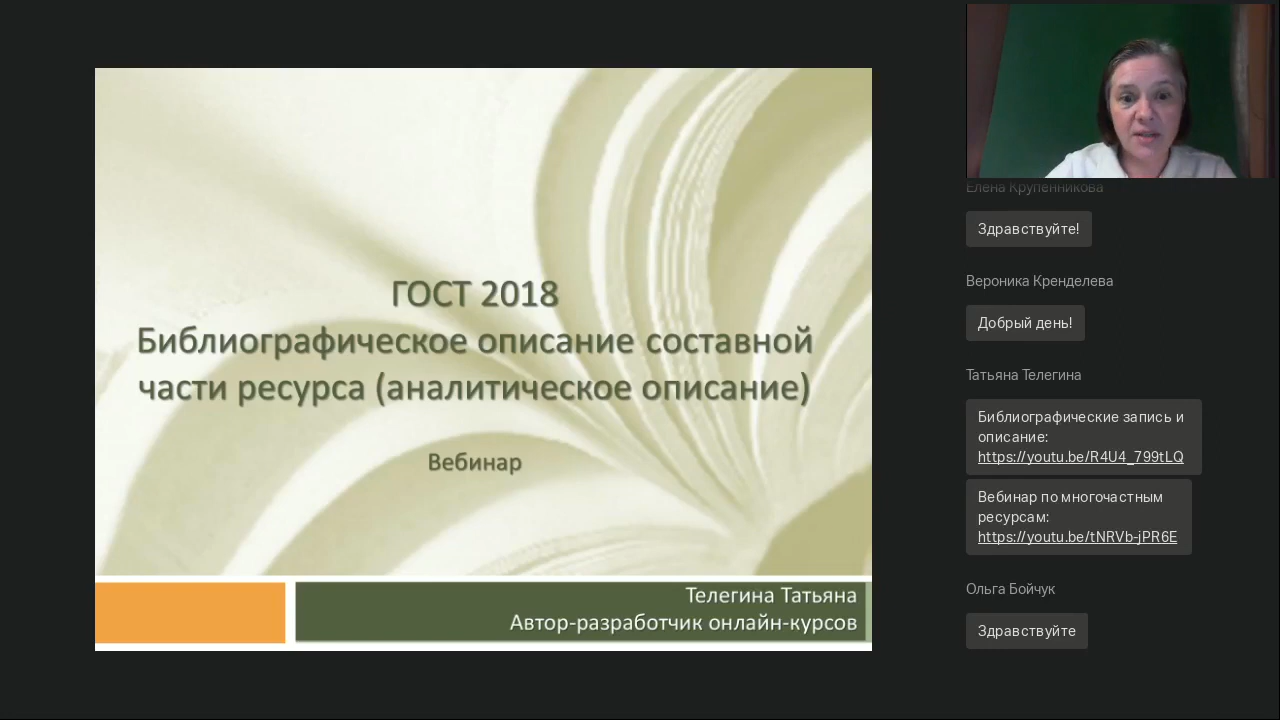 ГОСТ 2018
Библиографическое описание составной
части ресурса (аналитическое описание)
Вебинар
Телегина Татьяна
Автор-разработчик онлайн-курсов
Елена Крупенникова
Здравствуйте!
Вероника Кренделева
Добрый день!
Татьяна Телегина
Библиографические запись и
описание:
https://youtu.be/R4U4_799tLQ
Вебинар по многочастным
ресурсам:
https://youtu.be/tNRVb-jPR6E
Ольга Бойчук
Здравствуйте